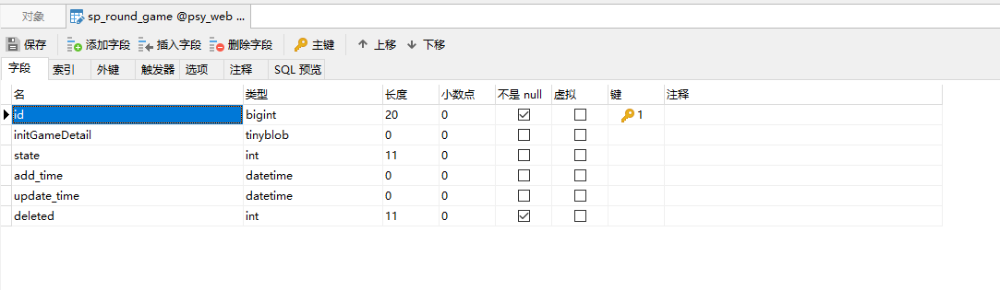 对象 sp_round_game @psy_web ...
保存 添加字段 插入字段 删除字段 主键 上移 下移
字段 索引 外键 触发器 选项 注释 SQL 预览
名 类型 长度 小数点 不是 null 虚拟 键 注释
id bigint 20 0 1
initGameDetail tinyblob 0 0
state int 11 0
add_time datetime 0 0
update_time datetime 0 0
deleted int 11 0